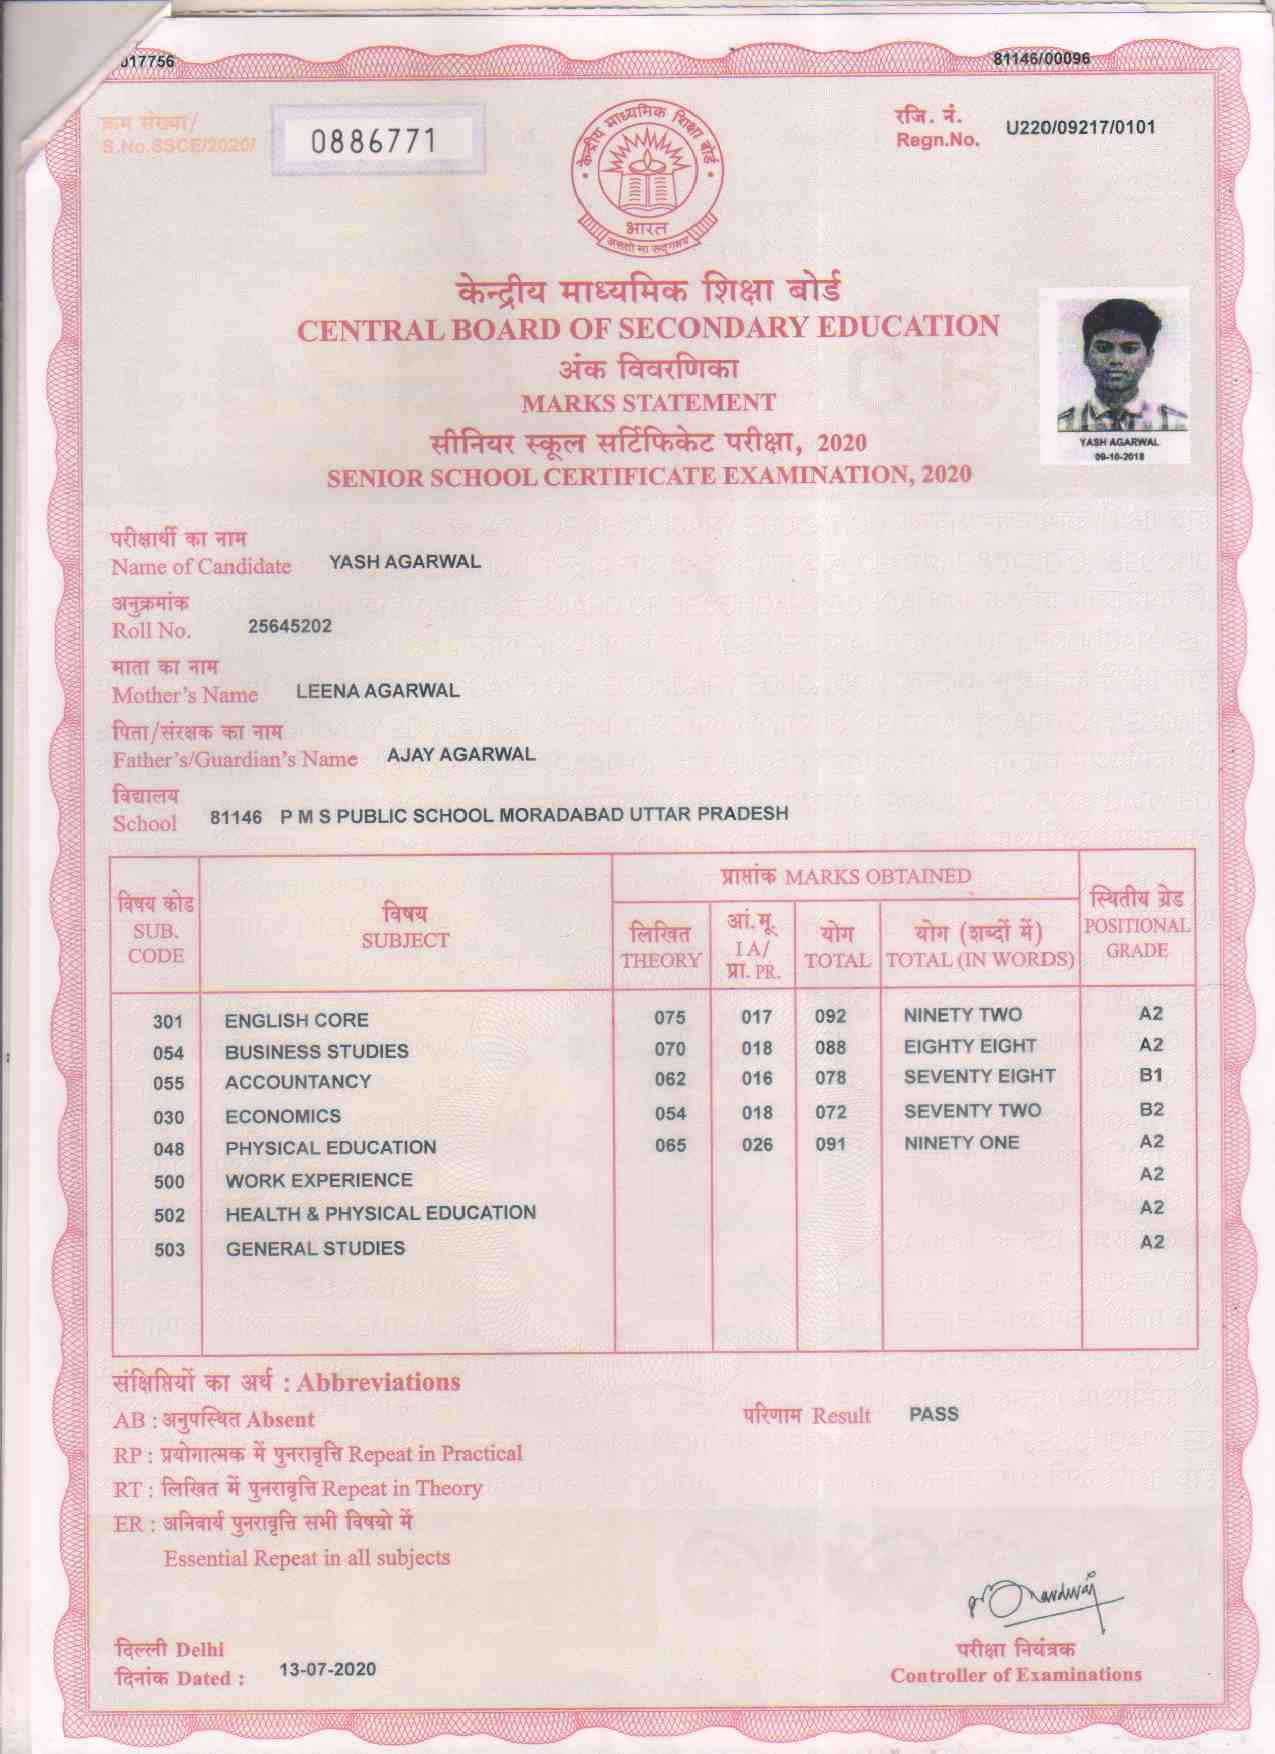 017756
81146/00096
क्रम संख्या/
S.No.SSCE/2020/
0886771
रजि. नं.
Regn.No. U220/09217/0101
केन्द्रीय माध्यमिक शिक्षा बोर्ड
भारत
असतो मा सद्गमय
केन्द्रीय माध्यमिक शिक्षा बोर्ड
CENTRAL BOARD OF SECONDARY EDUCATION
अंक विवरणिका
MARKS STATEMENT
सीनियर स्कूल सर्टिफिकेट परीक्षा, 2020
SENIOR SCHOOL CERTIFICATE EXAMINATION, 2020
YASH AGARWAL
09-10-2018
परीक्षार्थी का नाम
Name of Candidate YASH AGARWAL
अनुक्रमांक
Roll No. 25645202
माता का नाम
Mother's Name LEENA AGARWAL
पिता/संरक्षक का नाम
Father's/Guardian's Name AJAY AGARWAL
विद्यालय
School 81146 P M S PUBLIC SCHOOL MORADABAD UTTAR PRADESH
विषय कोड
SUB.
CODE
विषय
SUBJECT
प्राप्तांक MARKS OBTAINED
लिखित
THEORY
आं.मू.
I A/
प्रा. PR.
योग
TOTAL
योग (शब्दों में)
TOTAL (IN WORDS)
स्थितीय ग्रेड
POSITIONAL
GRADE
301 ENGLISH CORE 075 017 092 NINETY TWO A2
054 BUSINESS STUDIES 070 018 088 EIGHTY EIGHT A2
055 ACCOUNTANCY 062 016 078 SEVENTY EIGHT B1
030 ECONOMICS 054 018 072 SEVENTY TWO B2
048 PHYSICAL EDUCATION 065 026 091 NINETY ONE A2
500 WORK EXPERIENCE A2
502 HEALTH & PHYSICAL EDUCATION A2
503 GENERAL STUDIES A2
संक्षिप्तियों का अर्थ : Abbreviations
AB : अनुपस्थित Absent
परिणाम Result PASS
RP : प्रयोगात्मक में पुनरावृत्ति Repeat in Practical
RT : लिखित में पुनरावृत्ति Repeat in Theory
ER : अनिवार्य पुनरावृत्ति सभी विषयो में
Essential Repeat in all subjects
दिल्ली Delhi
दिनांक Dated : 13-07-2020
परीक्षा नियंत्रक
Controller of Examinations